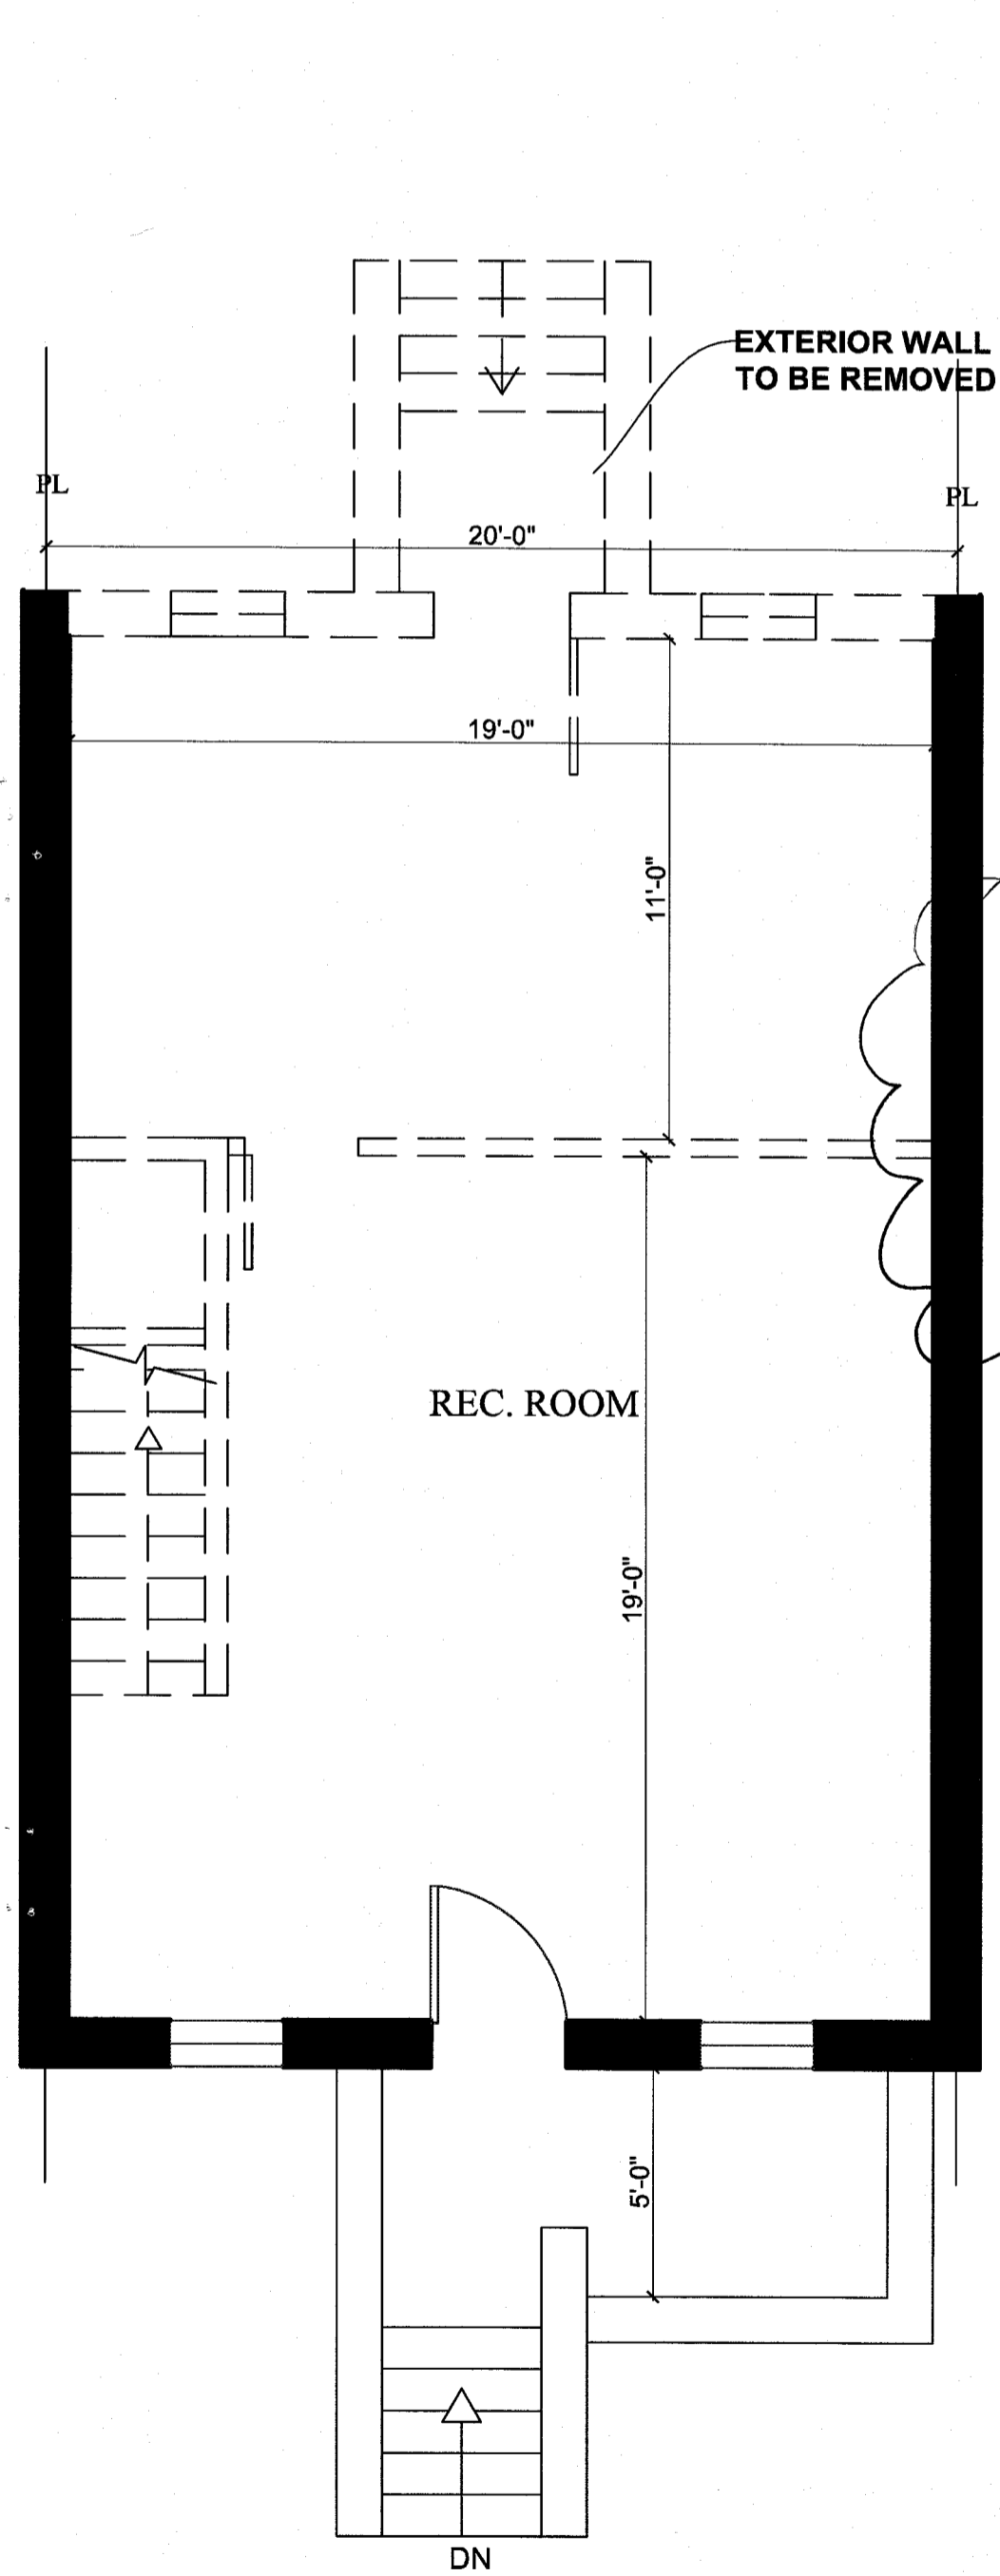 EXTERIOR WALL
TO BE REMOVED
PL
PL
20'-0"
19'-0"
11'-0"
REC. ROOM
19'-0"
5'-0"
DN